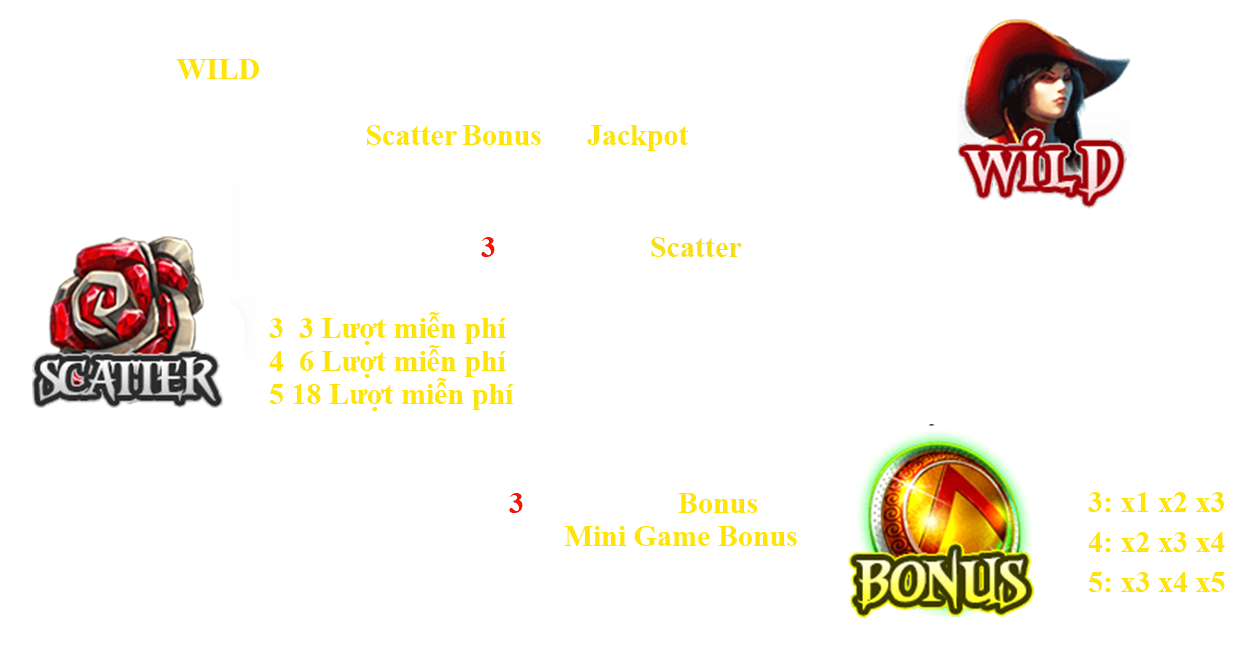 WILD
WILD
Scatter Bonus Jackpot
3 Scatter
SCATTER
3 3 Lượt miễn phí
4 6 Lượt miễn phí
5 18 Lượt miễn phí
3 Bonus
Mini Game Bonus
BONUS
3: x1 x2 x3
4: x2 x3 x4
5: x3 x4 x5